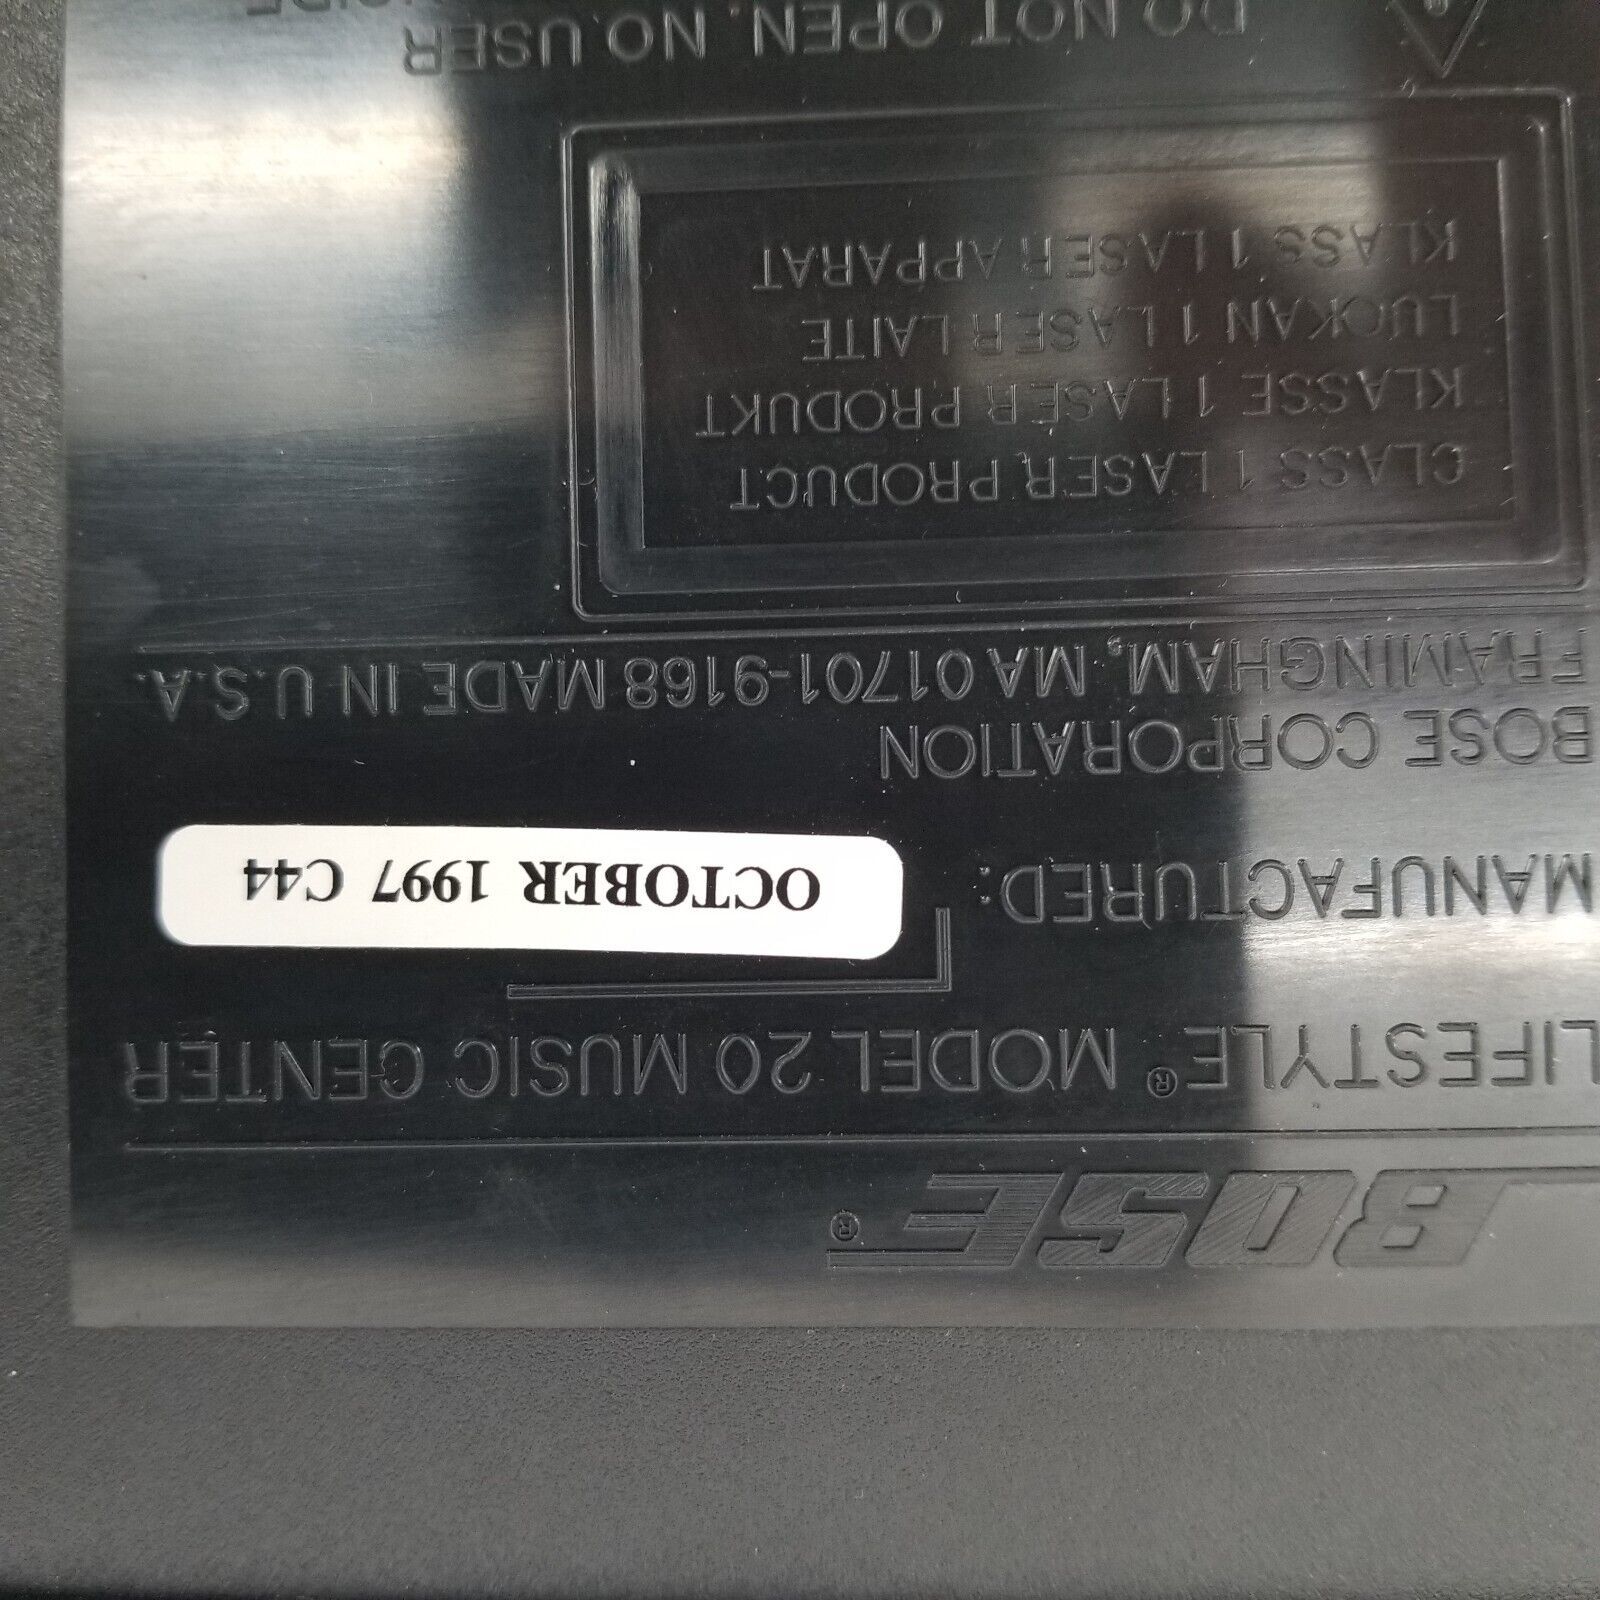 BOSE®
LIFESTYLE® MODEL 20 MUSIC CENTER
MANUFACTURED: OCTOBER 1997 C44
BOSE CORPORATION
FRAMINGHAM, MA 01701-9168 MADE IN U.S.A.
CLASS 1 LASER PRODUCT
KLASSE 1 LASER PRODUKT
LUOKAN 1 LASER LAITE
KLASS 1 LASER APPARAT
DO NOT OPEN. NO USER